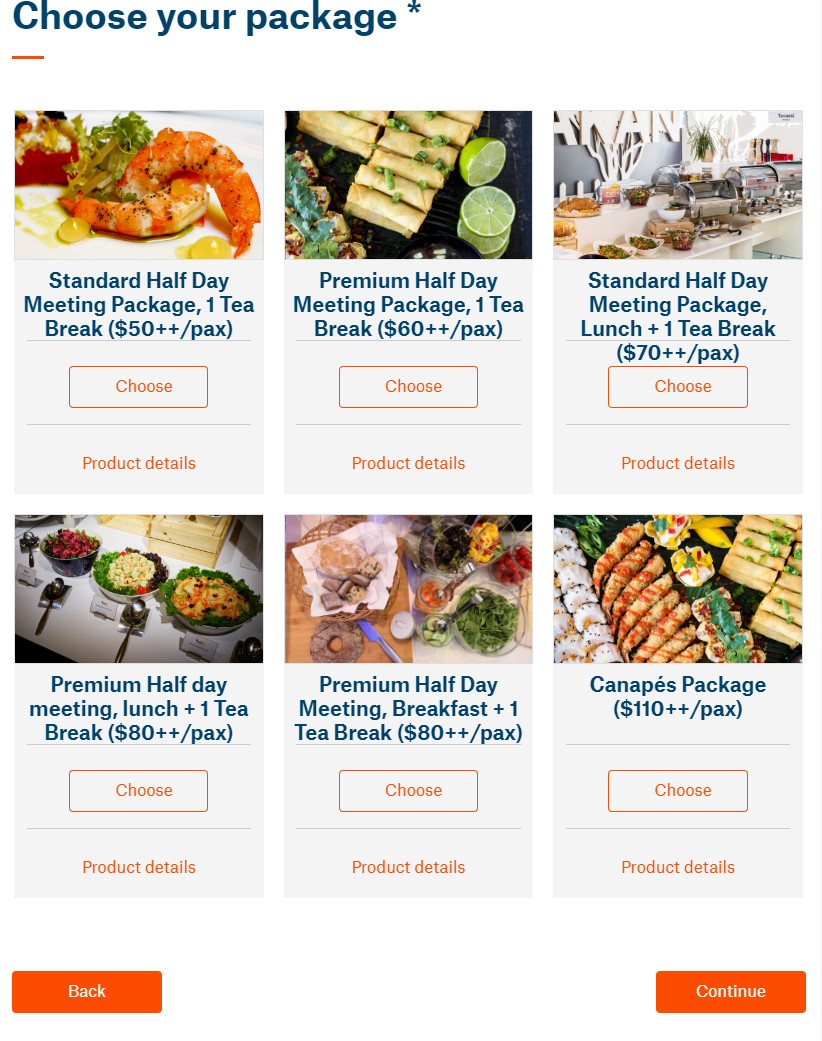 Choose your package *
Standard Half Day
Meeting Package, 1 Tea
Break ($50++/pax)
Choose
Product details
Premium Half Day
Meeting Package, 1 Tea
Break ($60++/pax)
Choose
Product details
Standard Half Day
Meeting Package,
Lunch + 1 Tea Break
($70++/pax)
Choose
Product details
Premium Half day
meeting, lunch + 1 Tea
Break ($80++/pax)
Choose
Product details
Premium Half Day
Meeting, Breakfast + 1
Tea Break ($80++/pax)
Choose
Product details
Canapés Package
($110++/pax)
Choose
Product details
Back
Continue